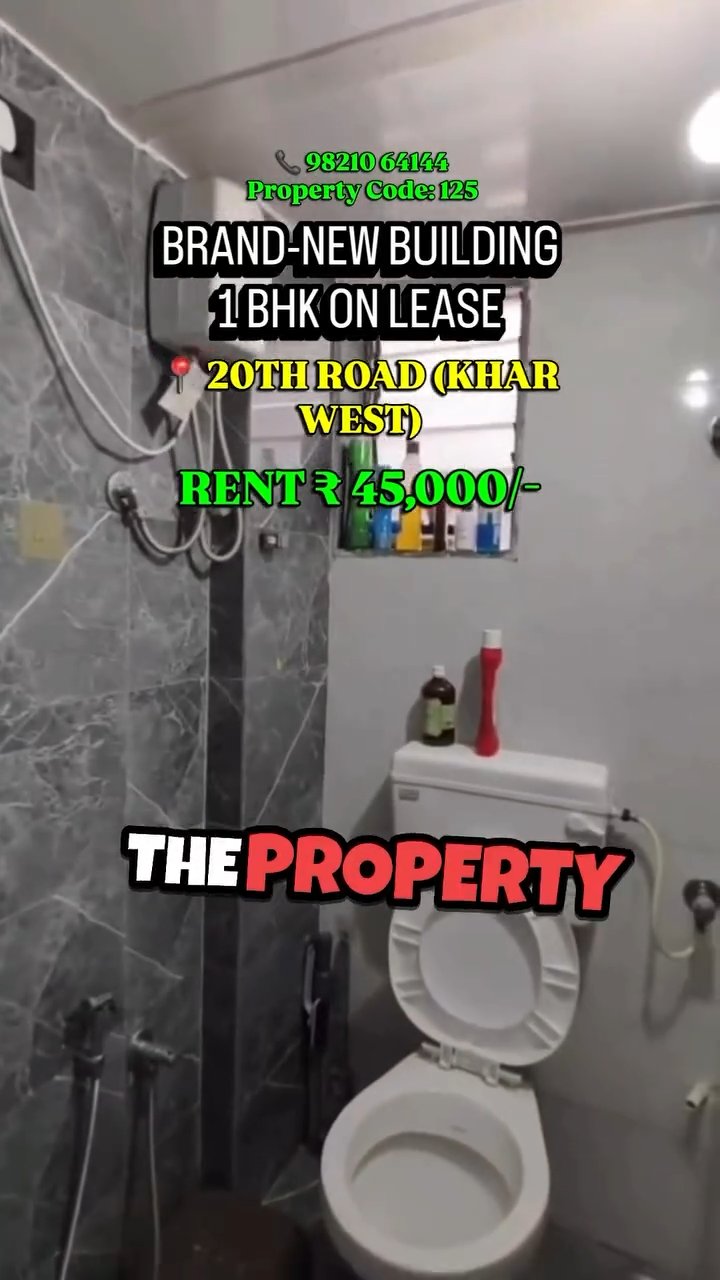 📞 98210 64144
Property Code: 125
BRAND-NEW BUILDING
1 BHK ON LEASE
📍 20TH ROAD (KHAR
WEST)
RENT ₹ 45,000/-
THE PROPERTY